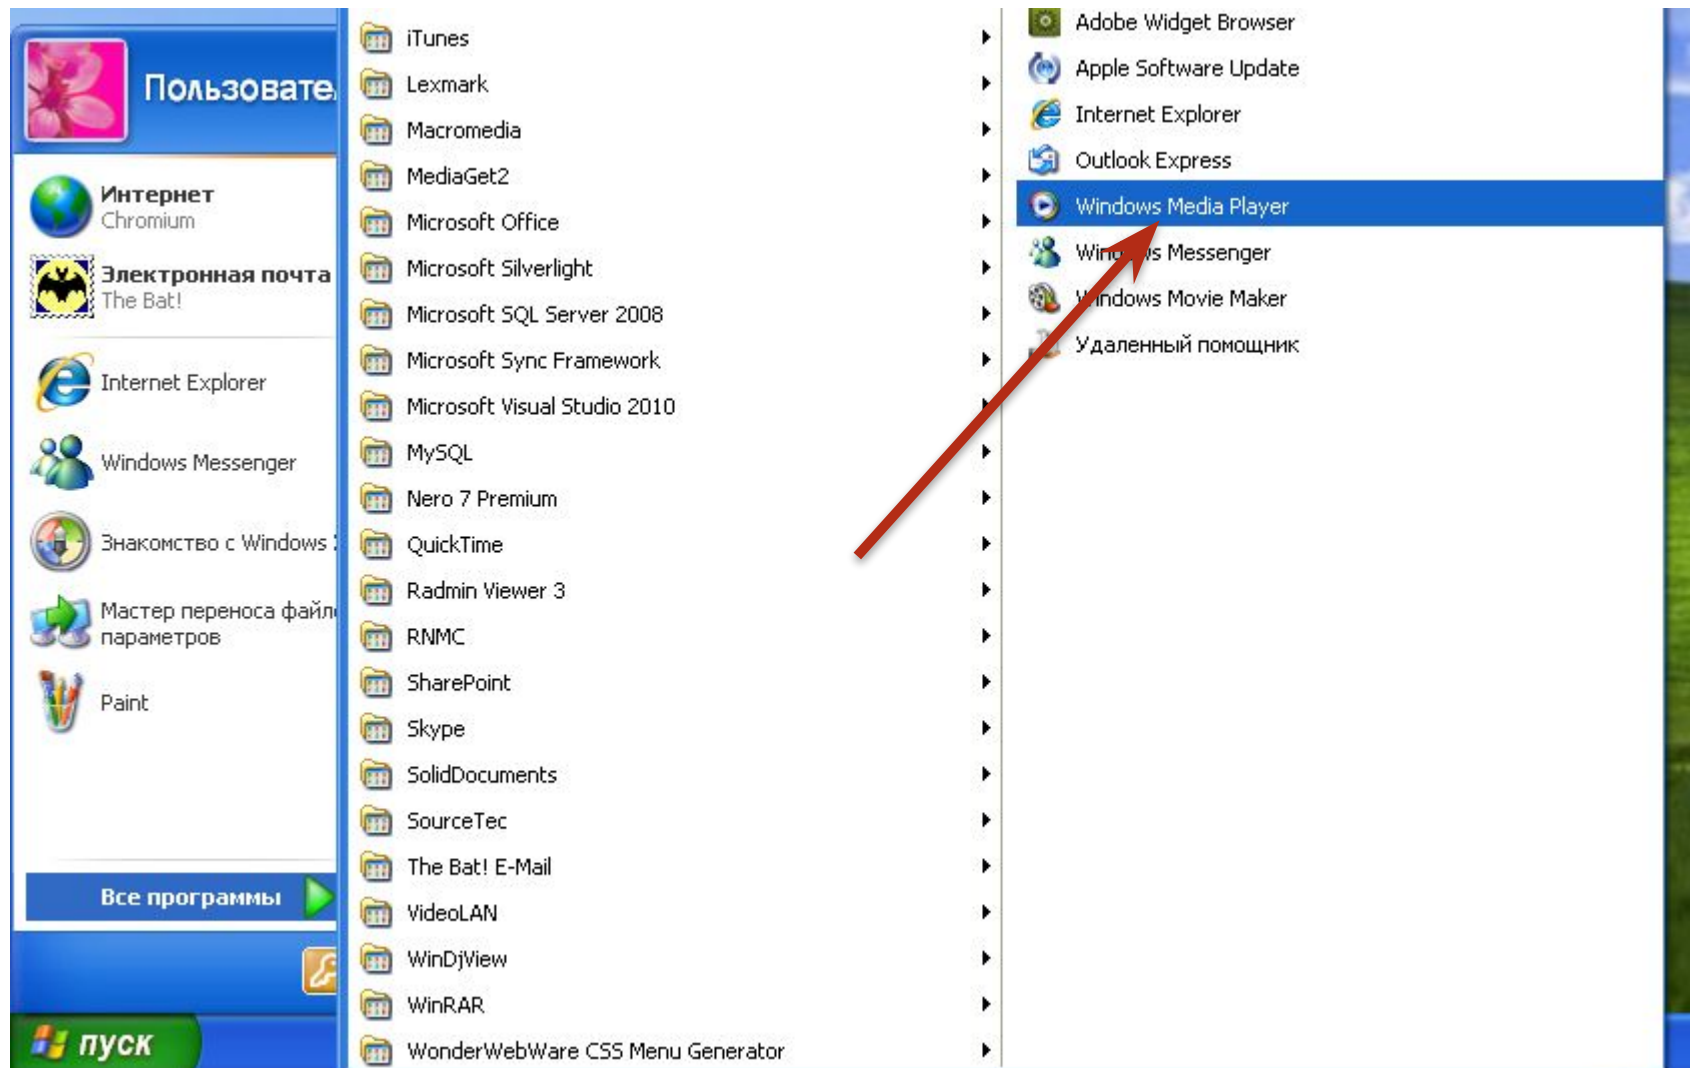 Пользовате
Интернет
Chromium
Электронная почта
The Bat!
Internet Explorer
Windows Messenger
Знакомство с Windows
Мастер переноса файл
параметров
Paint
Все программы
пуск
iTunes
Lexmark
Macromedia
MediaGet2
Microsoft Office
Microsoft Silverlight
Microsoft SQL Server 2008
Microsoft Sync Framework
Microsoft Visual Studio 2010
MySQL
Nero 7 Premium
QuickTime
Radmin Viewer 3
RNMC
SharePoint
Skype
SolidDocuments
SourceTec
The Bat! E-Mail
VideoLAN
WinDjView
WinRAR
WonderWebWare CSS Menu Generator
Adobe Widget Browser
Apple Software Update
Internet Explorer
Outlook Express
Windows Media Player
Windows Messenger
Windows Movie Maker
Удаленный помощник